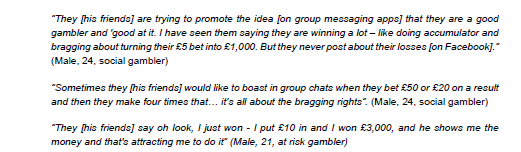 "They [his friends] are trying to promote the idea [on group messaging apps] that they are a good
gambler and 'good at it. I have seen them saying they are winning a lot – like doing accumulator and
bragging about turning their £5 bet into £1,000. But they never post about their losses [on Facebook]."
(Male, 24, social gambler)
"Sometimes they [his friends] would like to boast in group chats when they bet £50 or £20 on a result
and then they make four times that… it's all about the bragging rights". (Male, 24, social gambler)
"They [his friends] say oh look, I just won - I put £10 in and I won £3,000, and he shows me the
money and that's attracting me to do it" (Male, 21, at risk gambler)